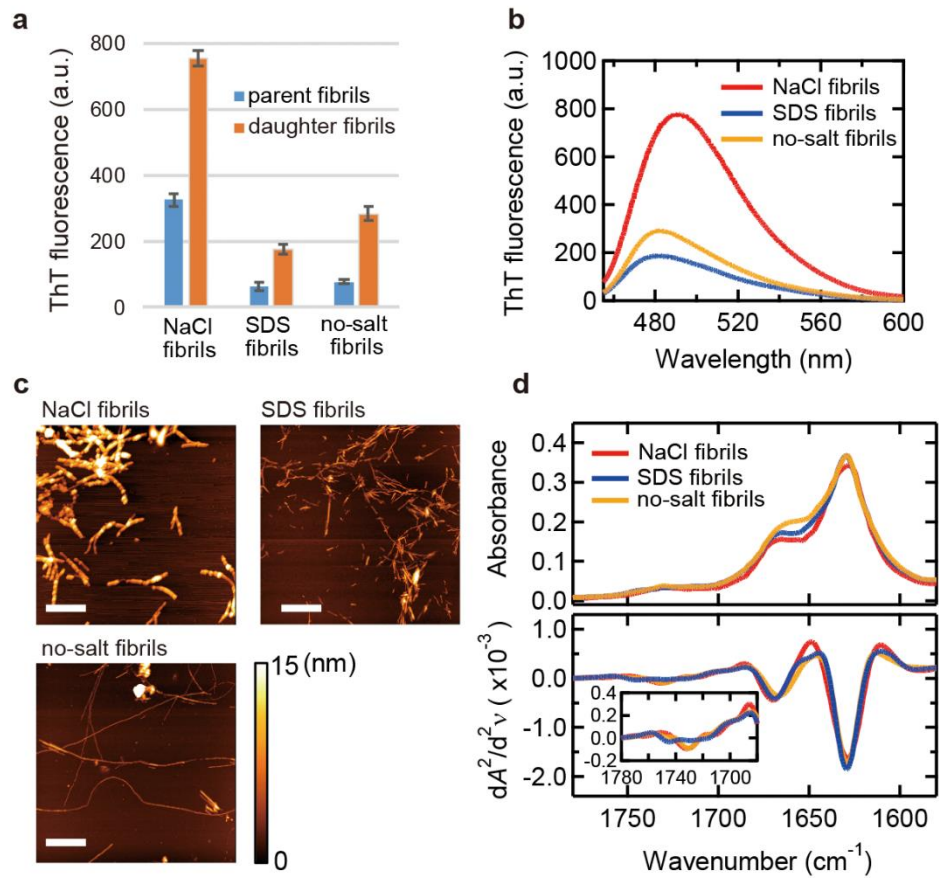 a
ThT fluorescence (a.u.)
800
600
400
200
0
parent fibrils
daughter fibrils
NaCl
fibrils
SDS
fibrils
no-salt
fibrils
b
ThT fluorescence (a.u.)
1000
800
600
400
200
0
NaCl fibrils
SDS fibrils
no-salt fibrils
480 520 560 600
Wavelength (nm)
c
NaCl fibrils
SDS fibrils
no-salt fibrils
15 (nm)
0
d
Absorbance
0.4
0.3
0.2
0.1
0.0
NaCl fibrils
SDS fibrils
no-salt fibrils
1750 1700 1650 1600
dA²/d²ν ( x10⁻³)
1.0
0.0
-1.0
-2.0
0.4
0.2
0.0
-0.2
1780 1740 1700
1750 1700 1650 1600
Wavenumber (cm⁻¹)